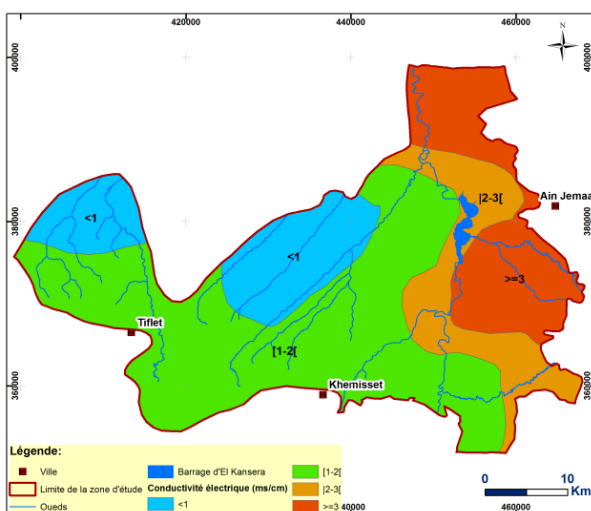 420000
440000
460000
N
400000
400000
<1
|2-3[
Ain Jemaa
380000
380000
<1
>=3
Tiflet
[1-2[
360000
360000
Khemisset
Légende:
Ville
Barrage d'El Kansera
[1-2[
Limite de la zone d'étude
Conductivité électrique (ms/cm)
|2-3[
Oueds
<1
>=3
0 10
Km
440000
460000